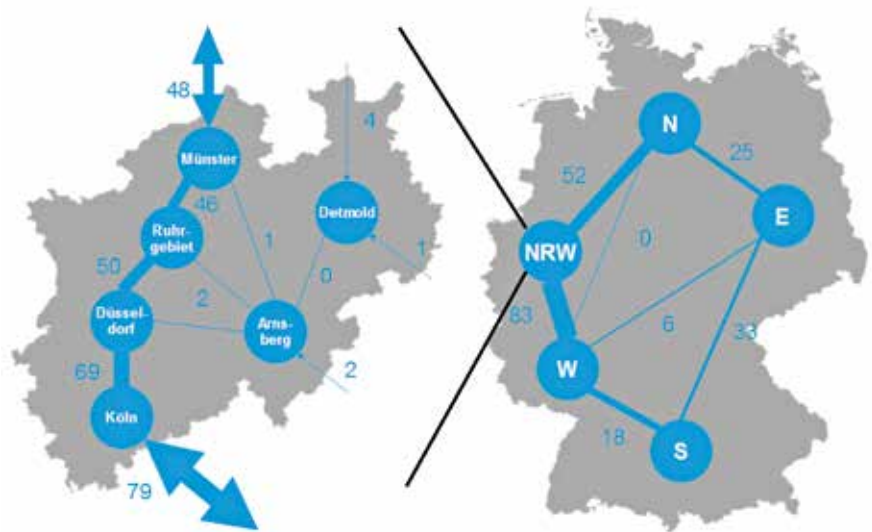 48
Münster
46
4
Detmold
Ruhr-
gebiet
50
1
0
1
2
Düssel-
dorf
Arns-
berg
69
2
Köln
79
N
52
25
E
NRW
0
83
6
33
W
18
S